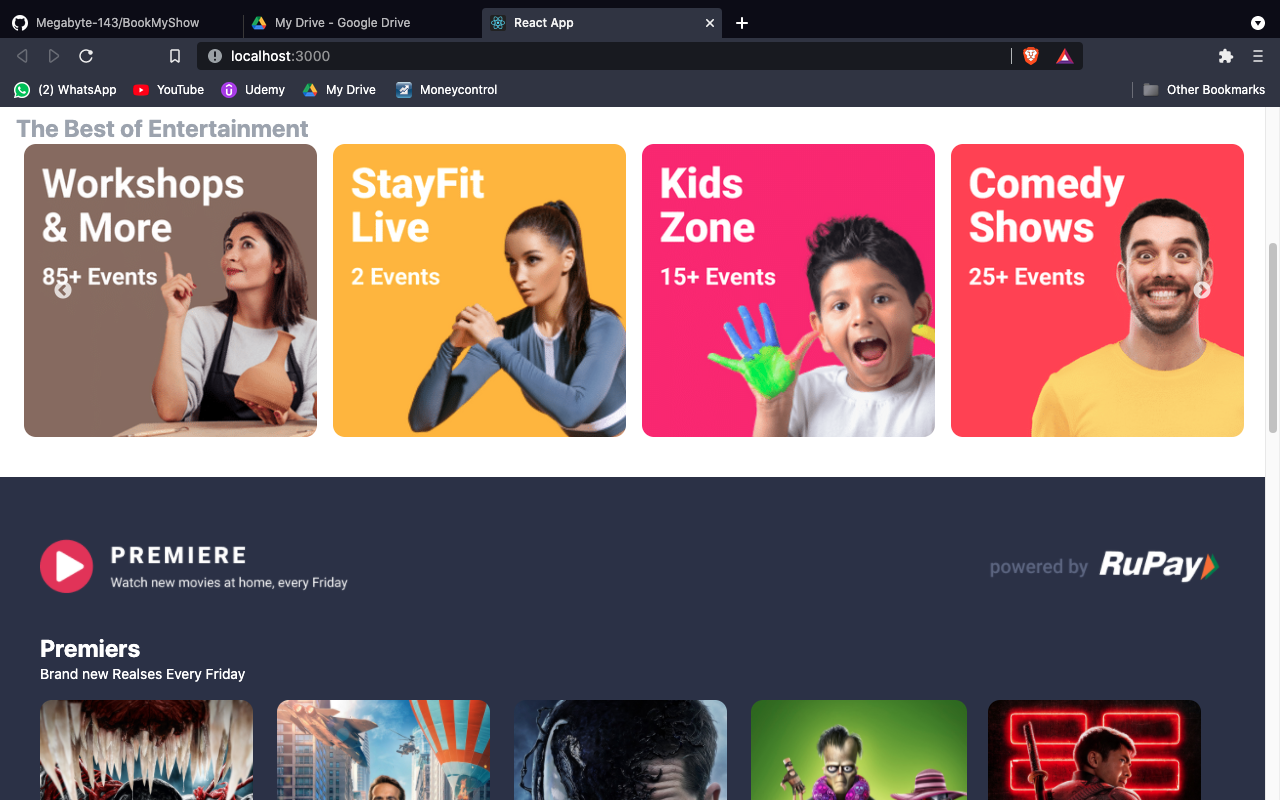 Megabyte-143/BookMyShow
My Drive - Google Drive
React App
localhost:3000
(2) WhatsApp
YouTube
Udemy
My Drive
Moneycontrol
Other Bookmarks
The Best of Entertainment
Workshops
& More
85+ Events
StayFit
Live
2 Events
Kids
Zone
15+ Events
Comedy
Shows
25+ Events
PREMIERE
Watch new movies at home, every Friday
powered by RuPay
Premiers
Brand new Realses Every Friday